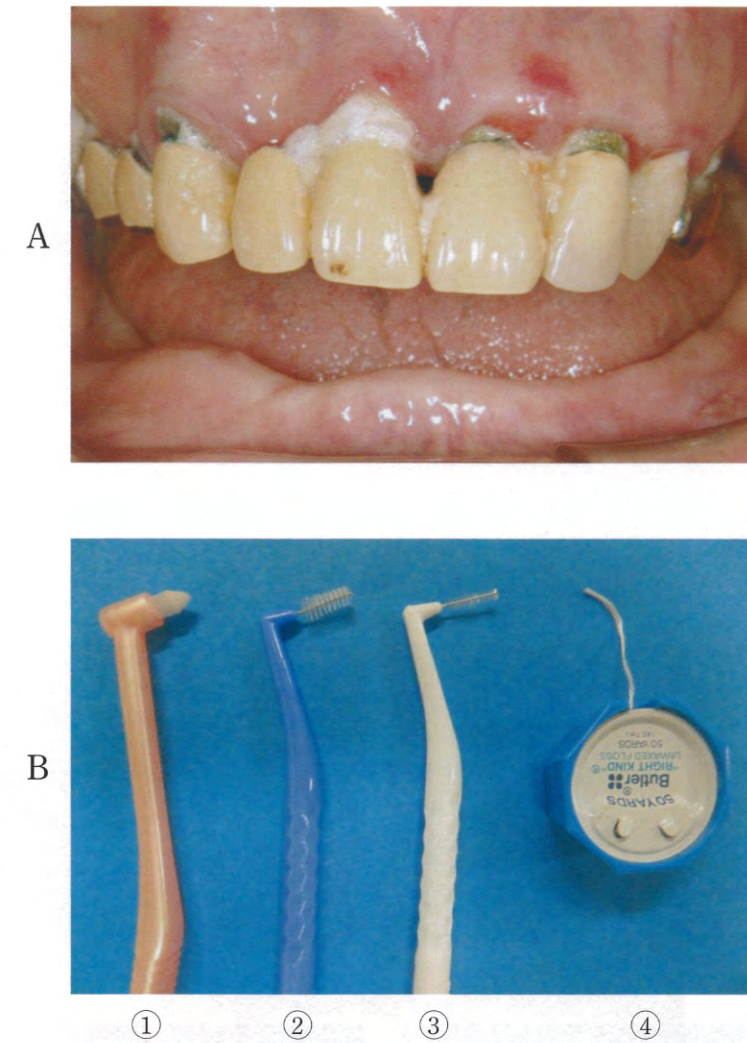 A
B
50YARDS
Butler®
"RIGHT KIND"®
UNWAXED FLOSS
50YARDS
① ② ③ ④